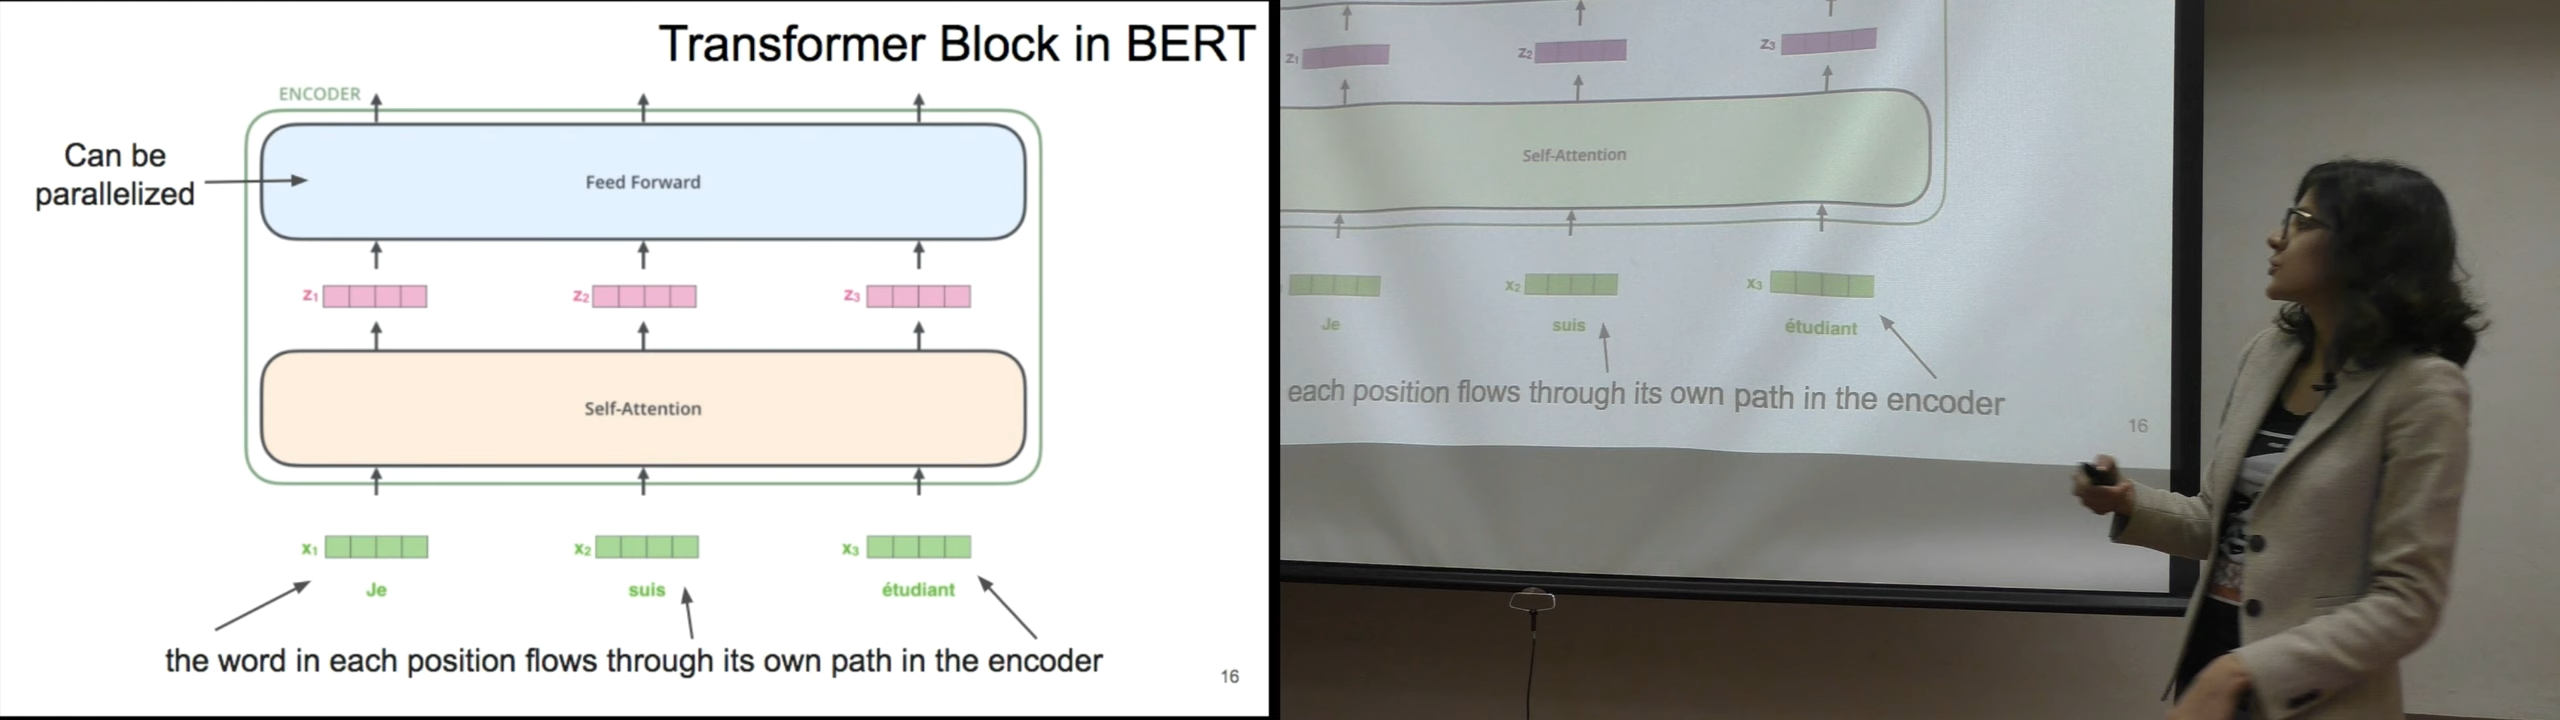 Transformer Block in BERT
ENCODER
Can be
parallelized
Feed Forward
z1
z2
z3
Self-Attention
x1
x2
x3
Je
suis
étudiant
the word in each position flows through its own path in the encoder
16
z1
z2
z3
Self-Attention
x2
x3
Je
suis
étudiant
each position flows through its own path in the encoder
16